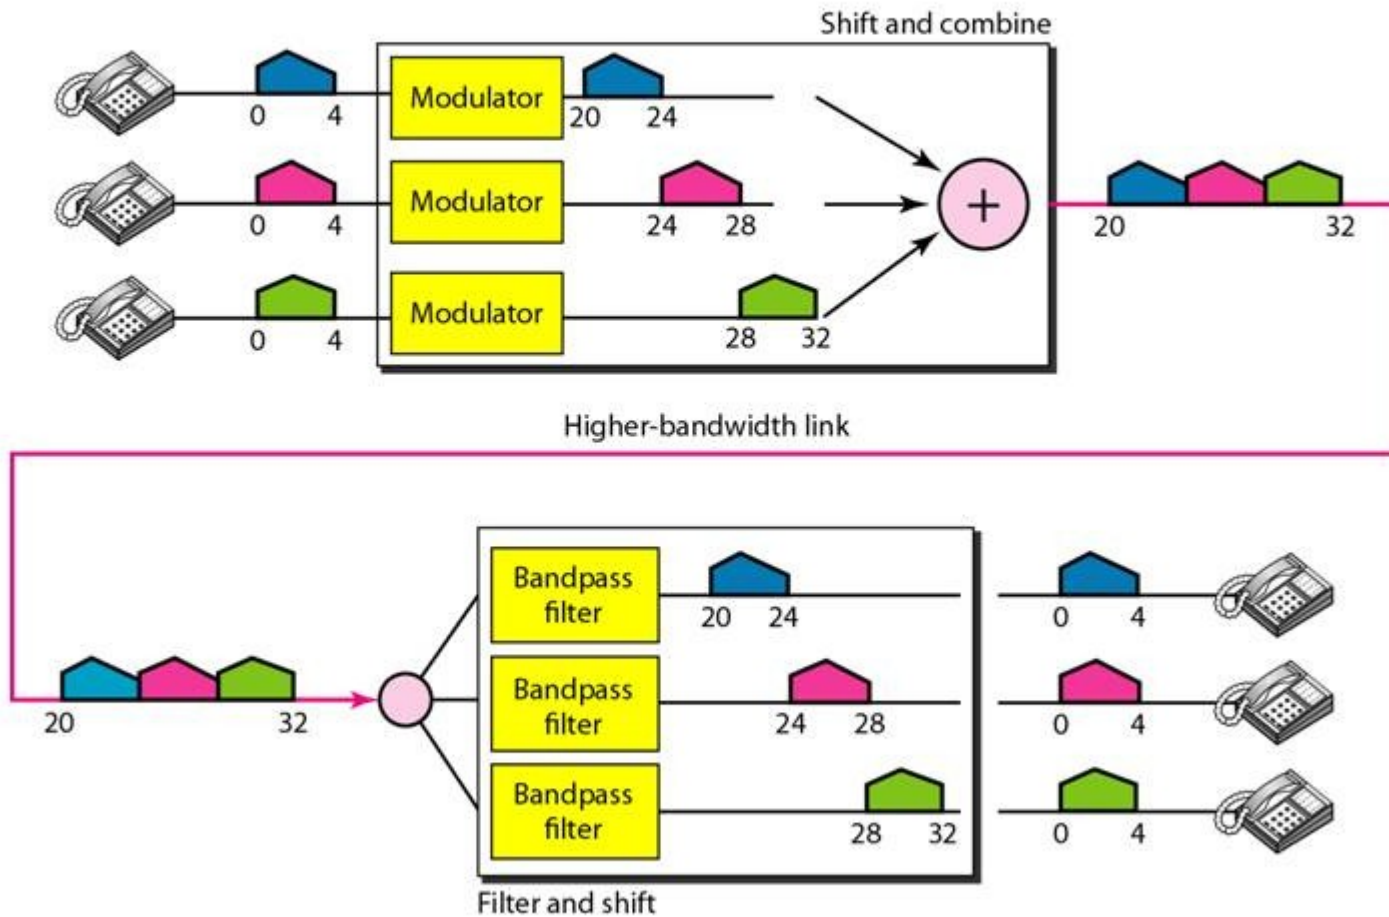 Shift and combine
0 4
Modulator
20 24
0 4
Modulator
24 28
+
20 32
0 4
Modulator
28 32
Higher-bandwidth link
Bandpass
filter
20 24
0 4
20 32
Bandpass
filter
24 28
0 4
Bandpass
filter
28 32
0 4
Filter and shift